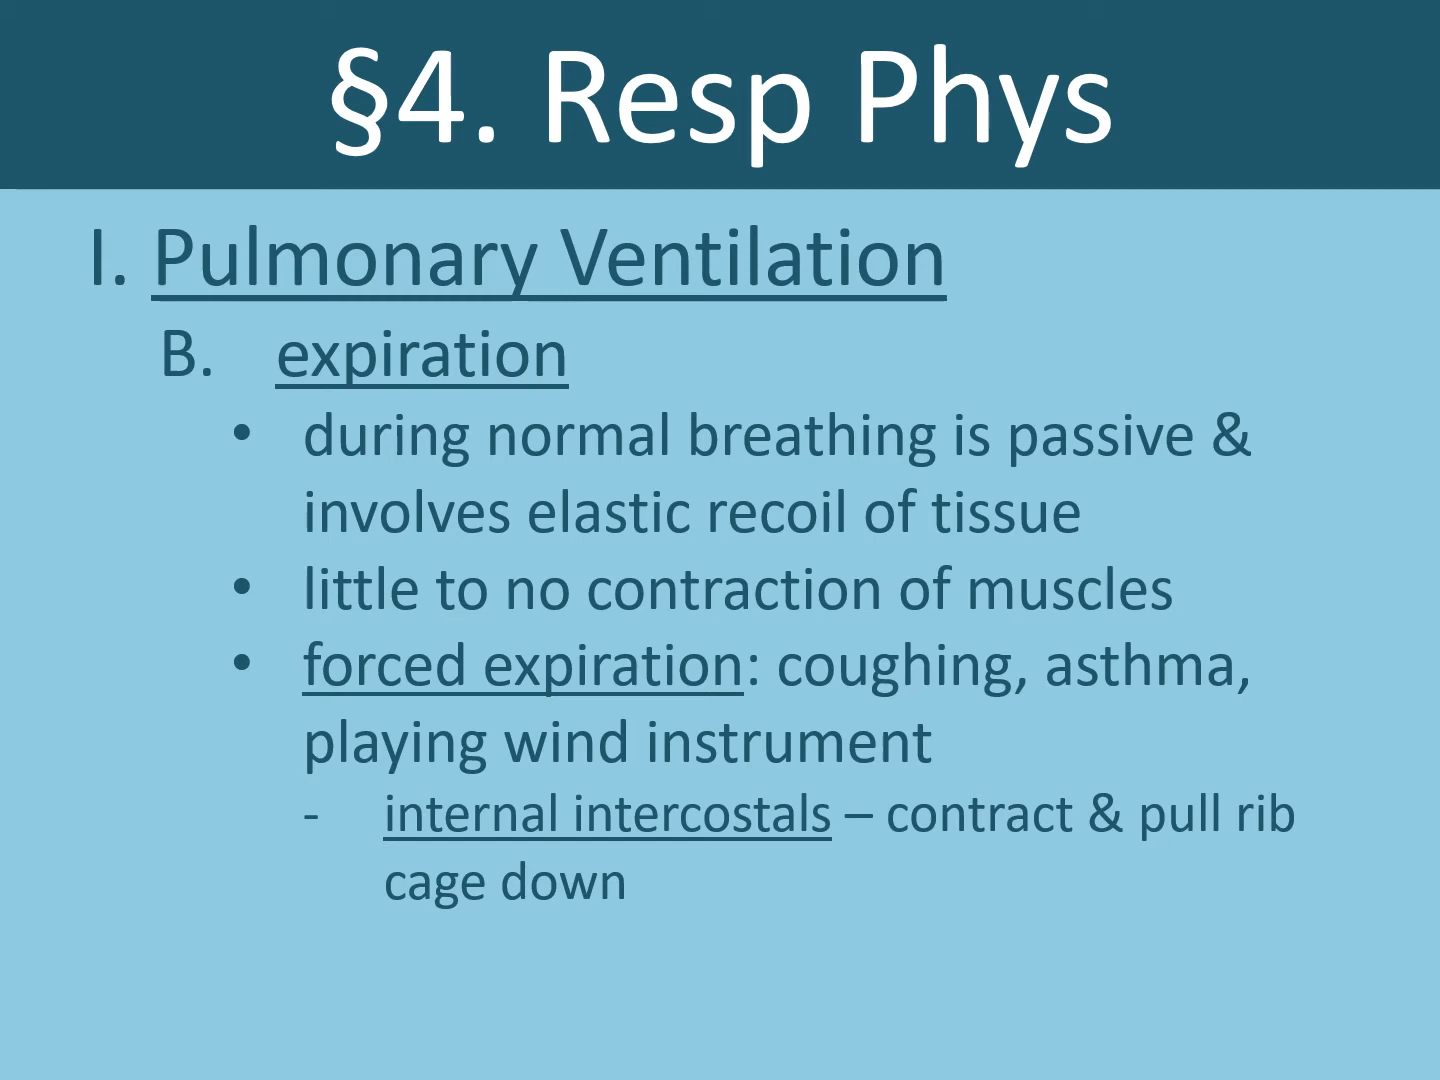 §4. Resp Phys
I. Pulmonary Ventilation
B. expiration
• during normal breathing is passive &
involves elastic recoil of tissue
• little to no contraction of muscles
• forced expiration: coughing, asthma,
playing wind instrument
- internal intercostals – contract & pull rib
cage down